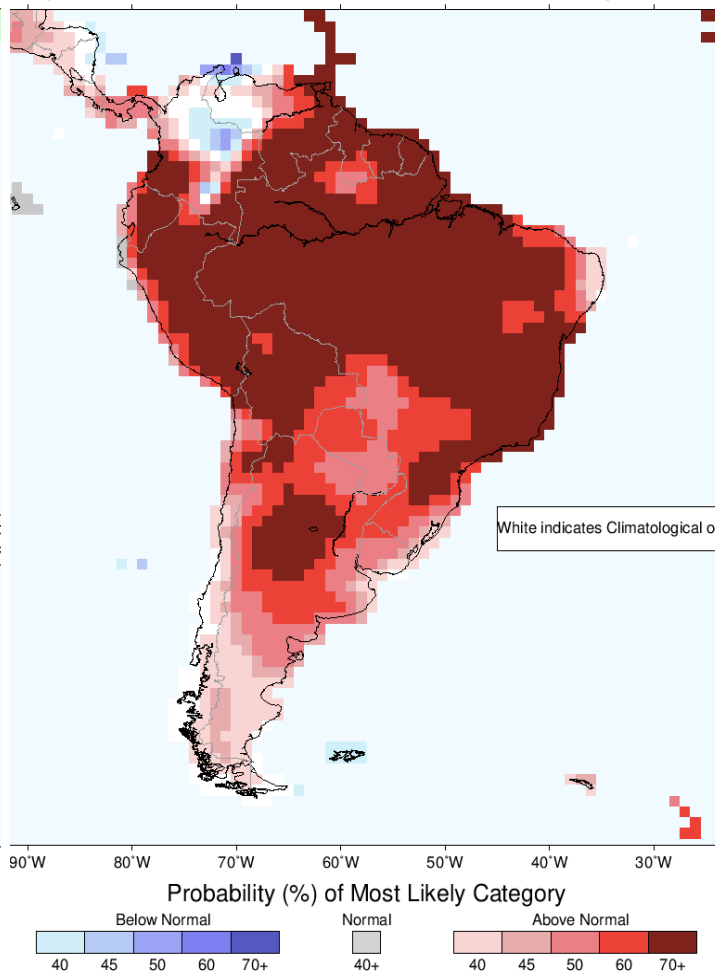 White indicates Climatological o
90°W 80°W 70°W 60°W 50°W 40°W 30°W
Probability (%) of Most Likely Category
Below Normal Normal Above Normal
40 45 50 60 70+ 40+ 40 45 50 60 70+